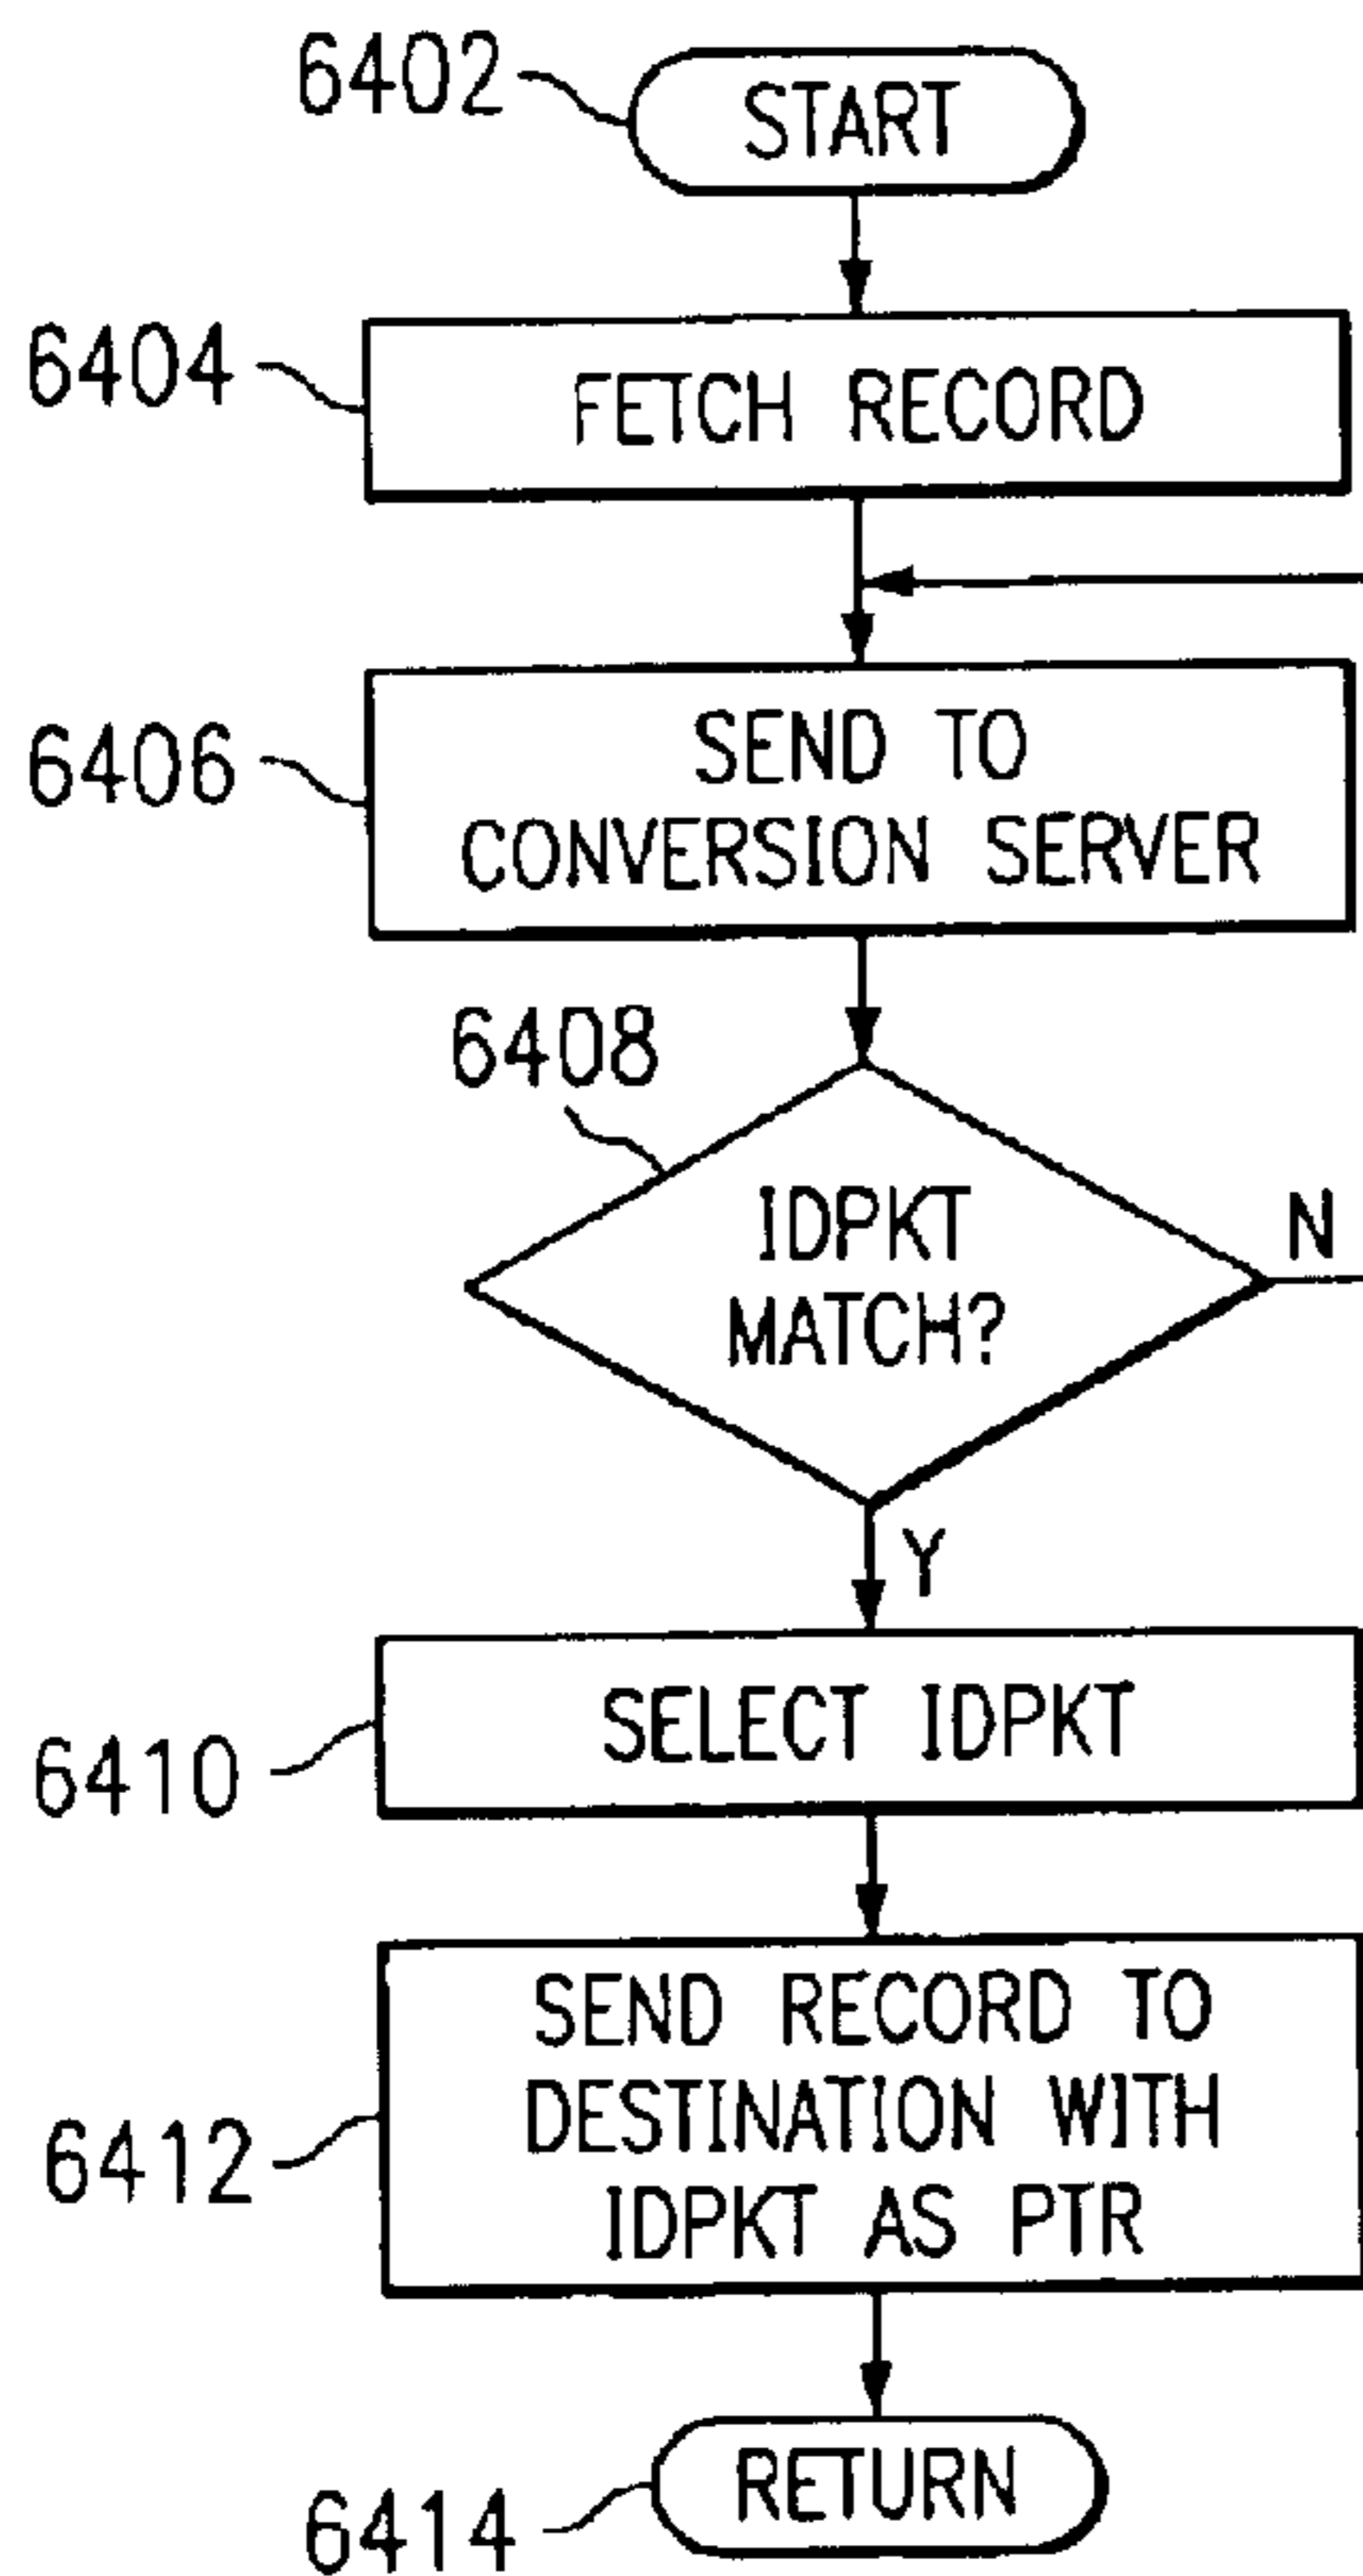 6402
START
6404
FETCH RECORD
6406
SEND TO
CONVERSION SERVER
6408
IDPKT
MATCH?
N
Y
SELECT IDPKT
6410
SEND RECORD TO
DESTINATION WITH
IDPKT AS PTR
6412
RETURN
6414